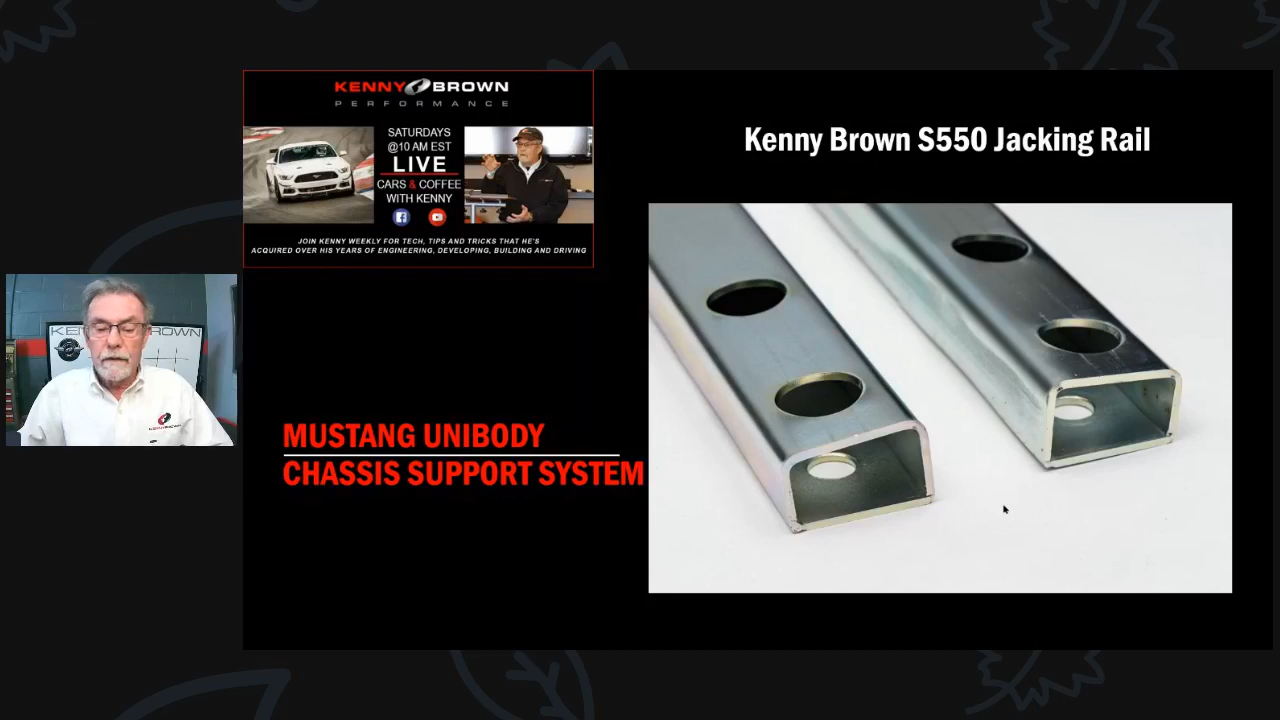 KENNY BROWN
PERFORMANCE
SATURDAYS
@10 AM EST
LIVE
CARS & COFFEE
WITH KENNY
JOIN KENNY WEEKLY FOR TECH, TIPS AND TRICKS THAT HE'S
ACQUIRED OVER HIS YEARS OF ENGINEERING, DEVELOPING, BUILDING AND DRIVING
Kenny Brown S550 Jacking Rail
MUSTANG UNIBODY
CHASSIS SUPPORT SYSTEM